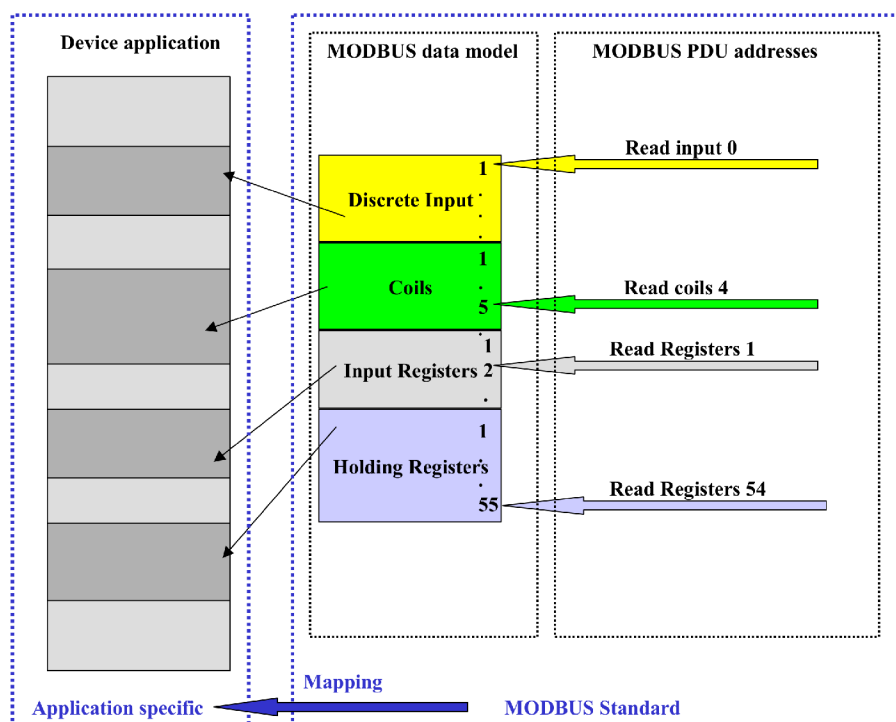 Device application
MODBUS data model
MODBUS PDU addresses
Read input 0
1
Discrete Input
.
.
.
1
Coils
.
5
.
Read coils 4
1
Input Registers 2
.
Read Registers 1
1
.
Holding Registers
.
55
Read Registers 54
Mapping
Application specific
MODBUS Standard